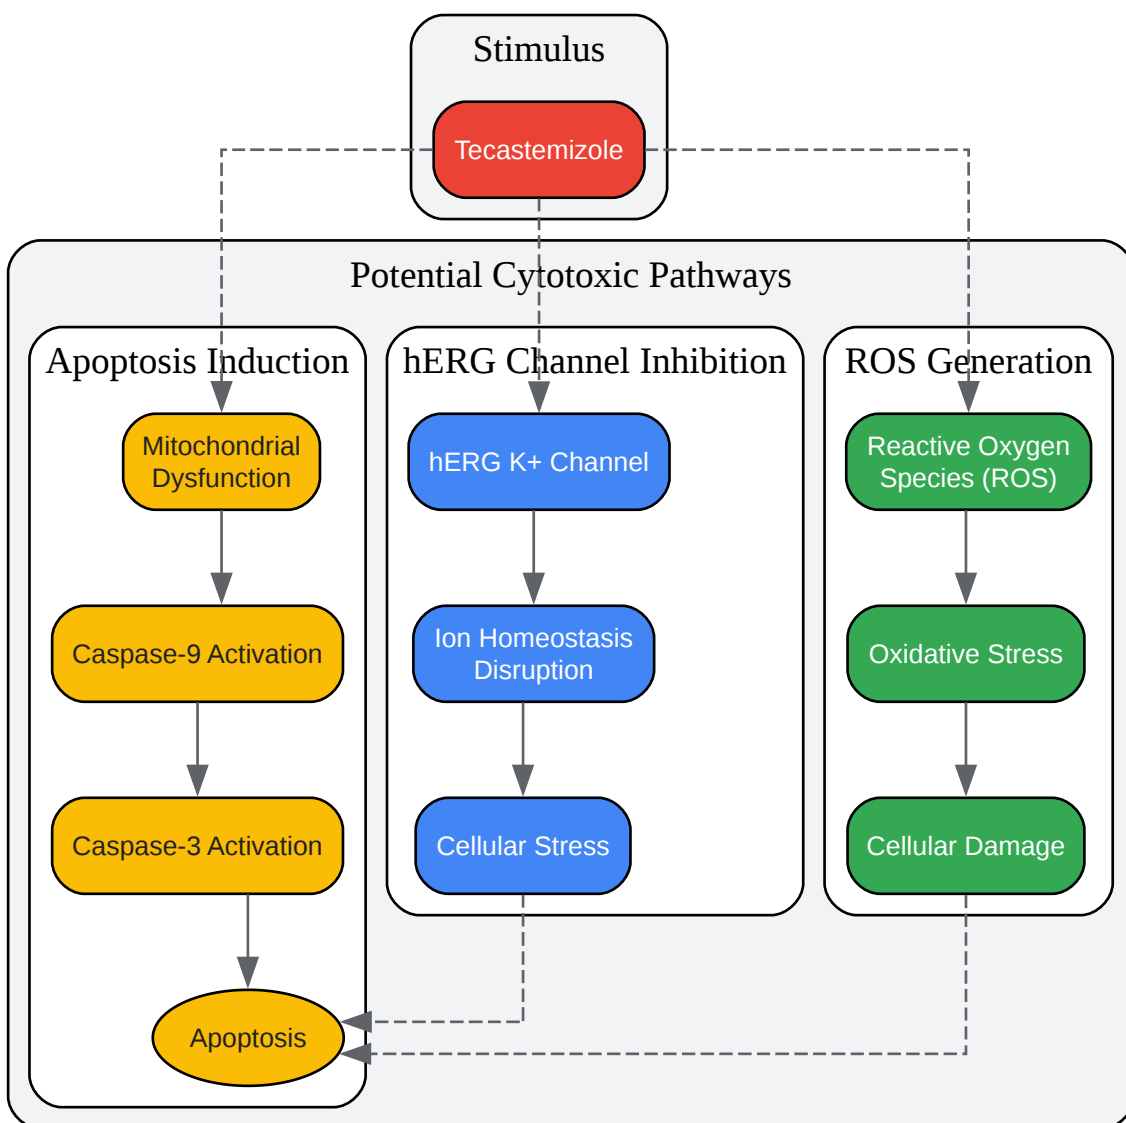 Stimulus
Tecastemizole
Potential Cytotoxic Pathways
Apoptosis Induction
Mitochondrial
Dysfunction
Caspase-9 Activation
Caspase-3 Activation
Apoptosis
hERG Channel Inhibition
hERG K+ Channel
Ion Homeostasis
Disruption
Cellular Stress
ROS Generation
Reactive Oxygen
Species (ROS)
Oxidative Stress
Cellular Damage